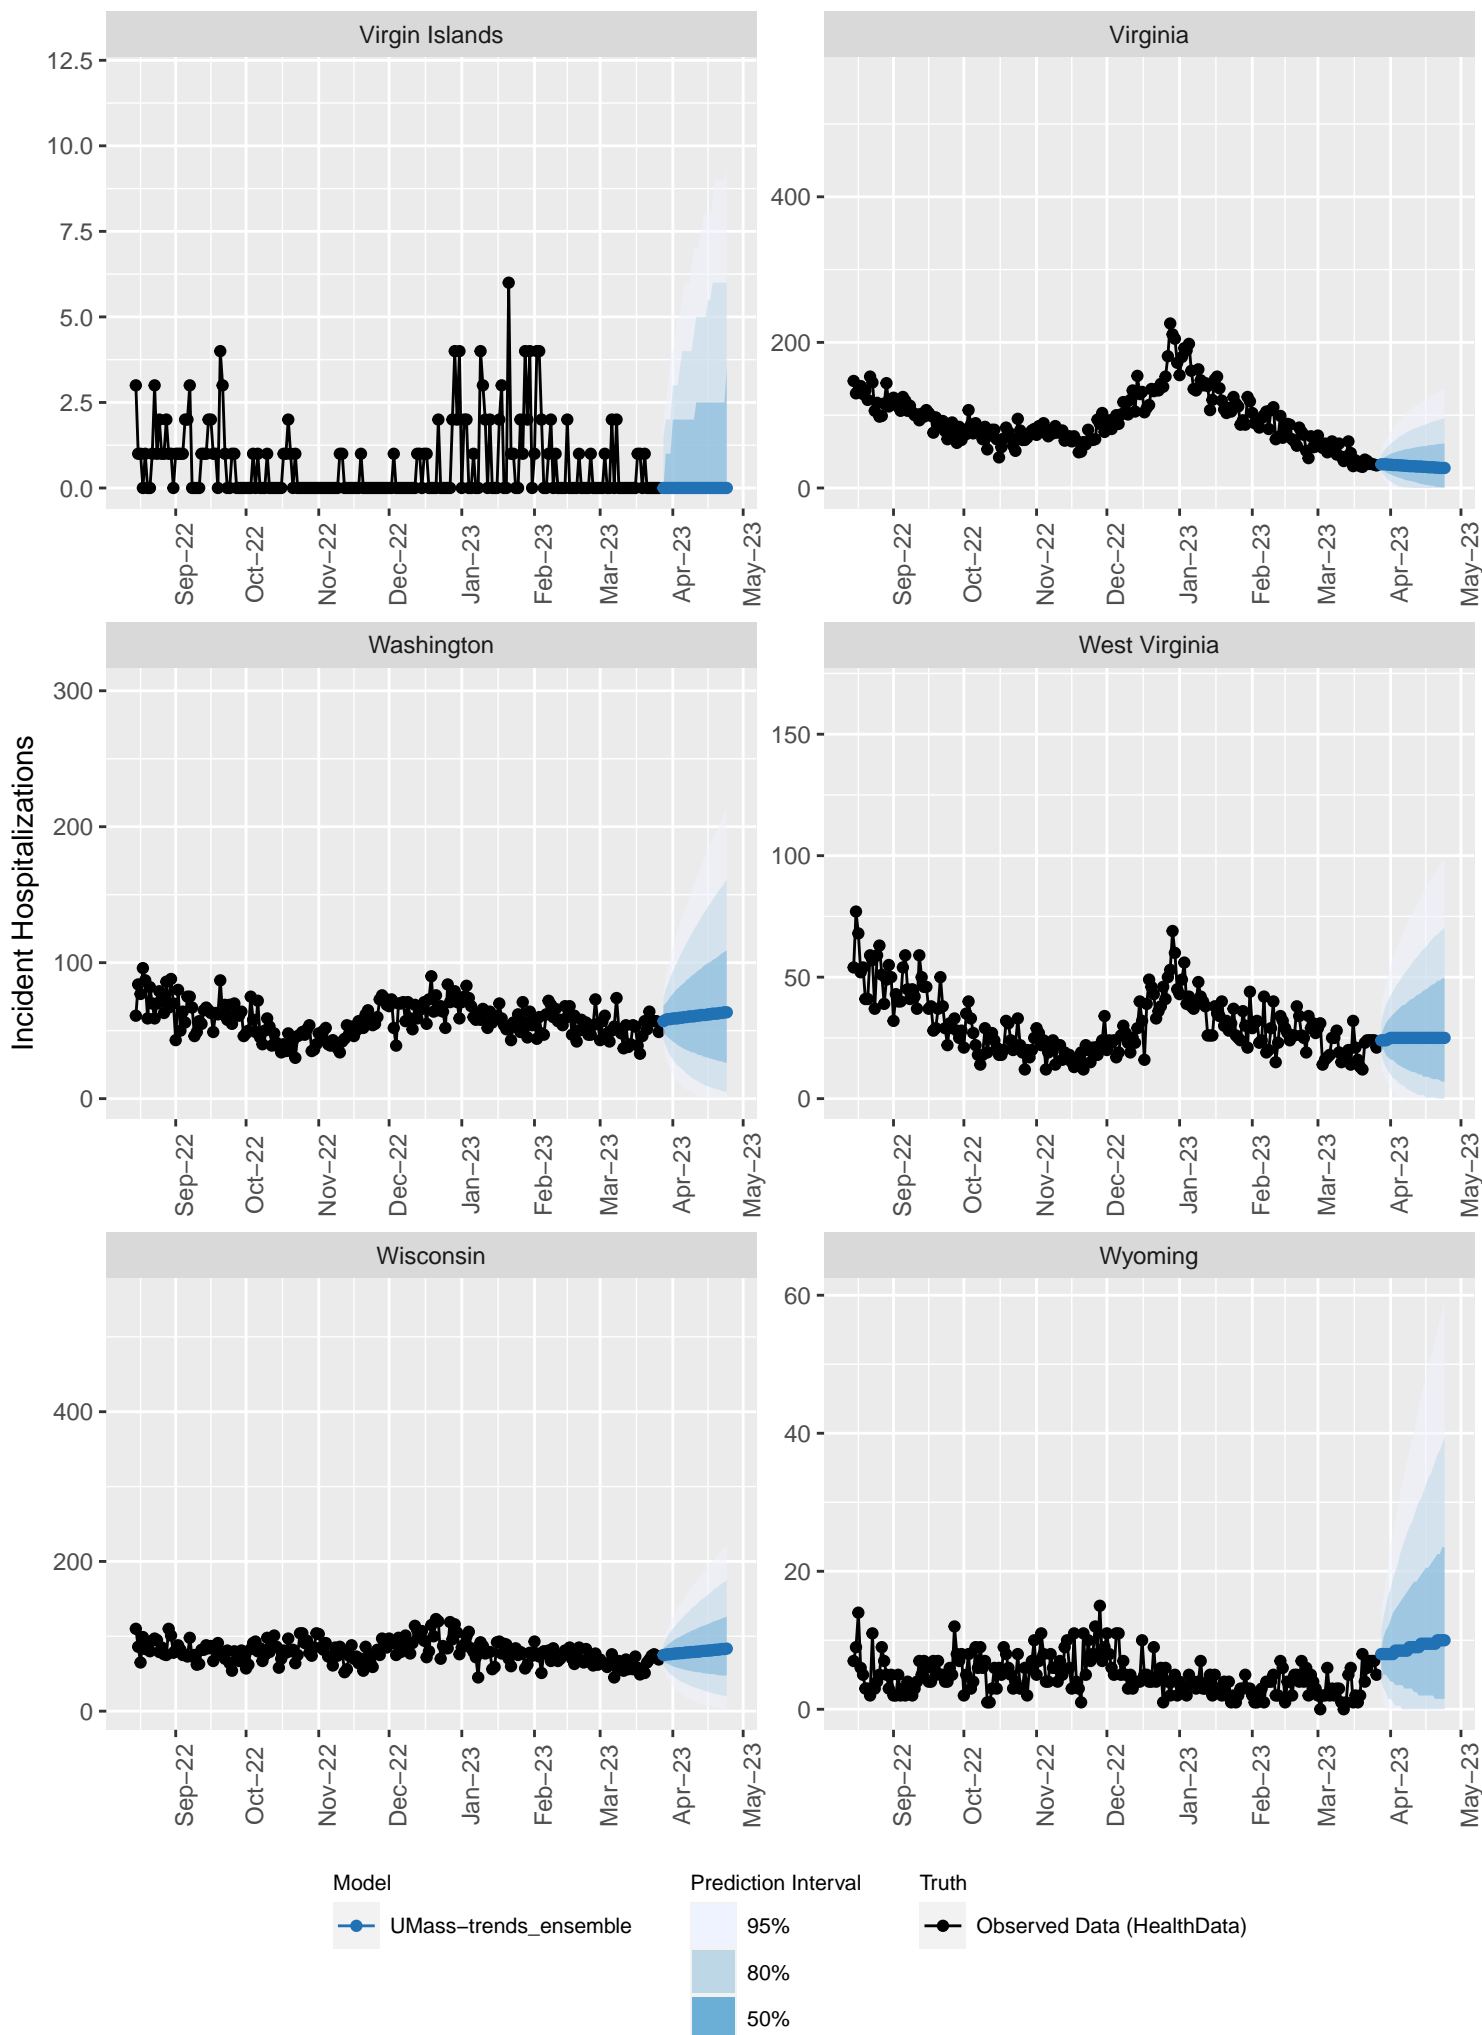 Virgin Islands
Virginia
12.5
10.0
7.5
5.0
2.5
0.0
400
200
0
Sep−22
Oct−22
Nov−22
Dec−22
Jan−23
Feb−23
Mar−23
Apr−23
May−23
Sep−22
Oct−22
Nov−22
Dec−22
Jan−23
Feb−23
Mar−23
Apr−23
May−23
Washington
West Virginia
Incident Hospitalizations
300
200
100
0
150
100
50
0
Sep−22
Oct−22
Nov−22
Dec−22
Jan−23
Feb−23
Mar−23
Apr−23
May−23
Sep−22
Oct−22
Nov−22
Dec−22
Jan−23
Feb−23
Mar−23
Apr−23
May−23
Wisconsin
Wyoming
400
200
0
60
40
20
0
Sep−22
Oct−22
Nov−22
Dec−22
Jan−23
Feb−23
Mar−23
Apr−23
May−23
Sep−22
Oct−22
Nov−22
Dec−22
Jan−23
Feb−23
Mar−23
Apr−23
May−23
Model
UMass−trends_ensemble
Prediction Interval
95%
80%
50%
Truth
Observed Data (HealthData)